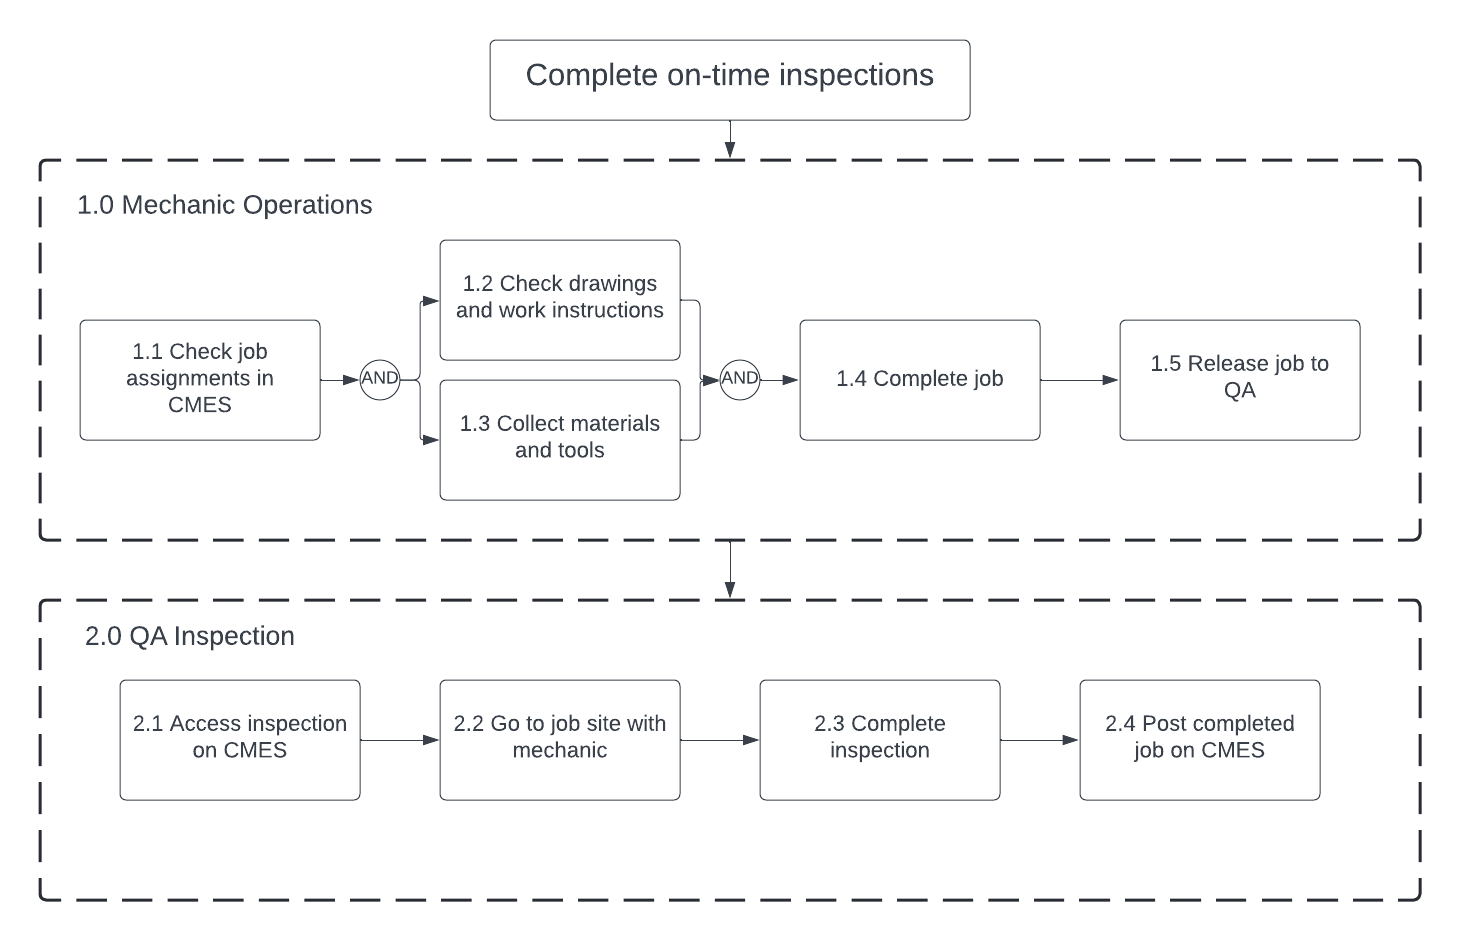 Complete on-time inspections
1.0 Mechanic Operations
1.1 Check job
assignments in
CMES
AND
1.2 Check drawings
and work instructions
1.3 Collect materials
and tools
AND
1.4 Complete job
1.5 Release job to
QA
2.0 QA Inspection
2.1 Access inspection
on CMES
2.2 Go to job site with
mechanic
2.3 Complete
inspection
2.4 Post completed
job on CMES